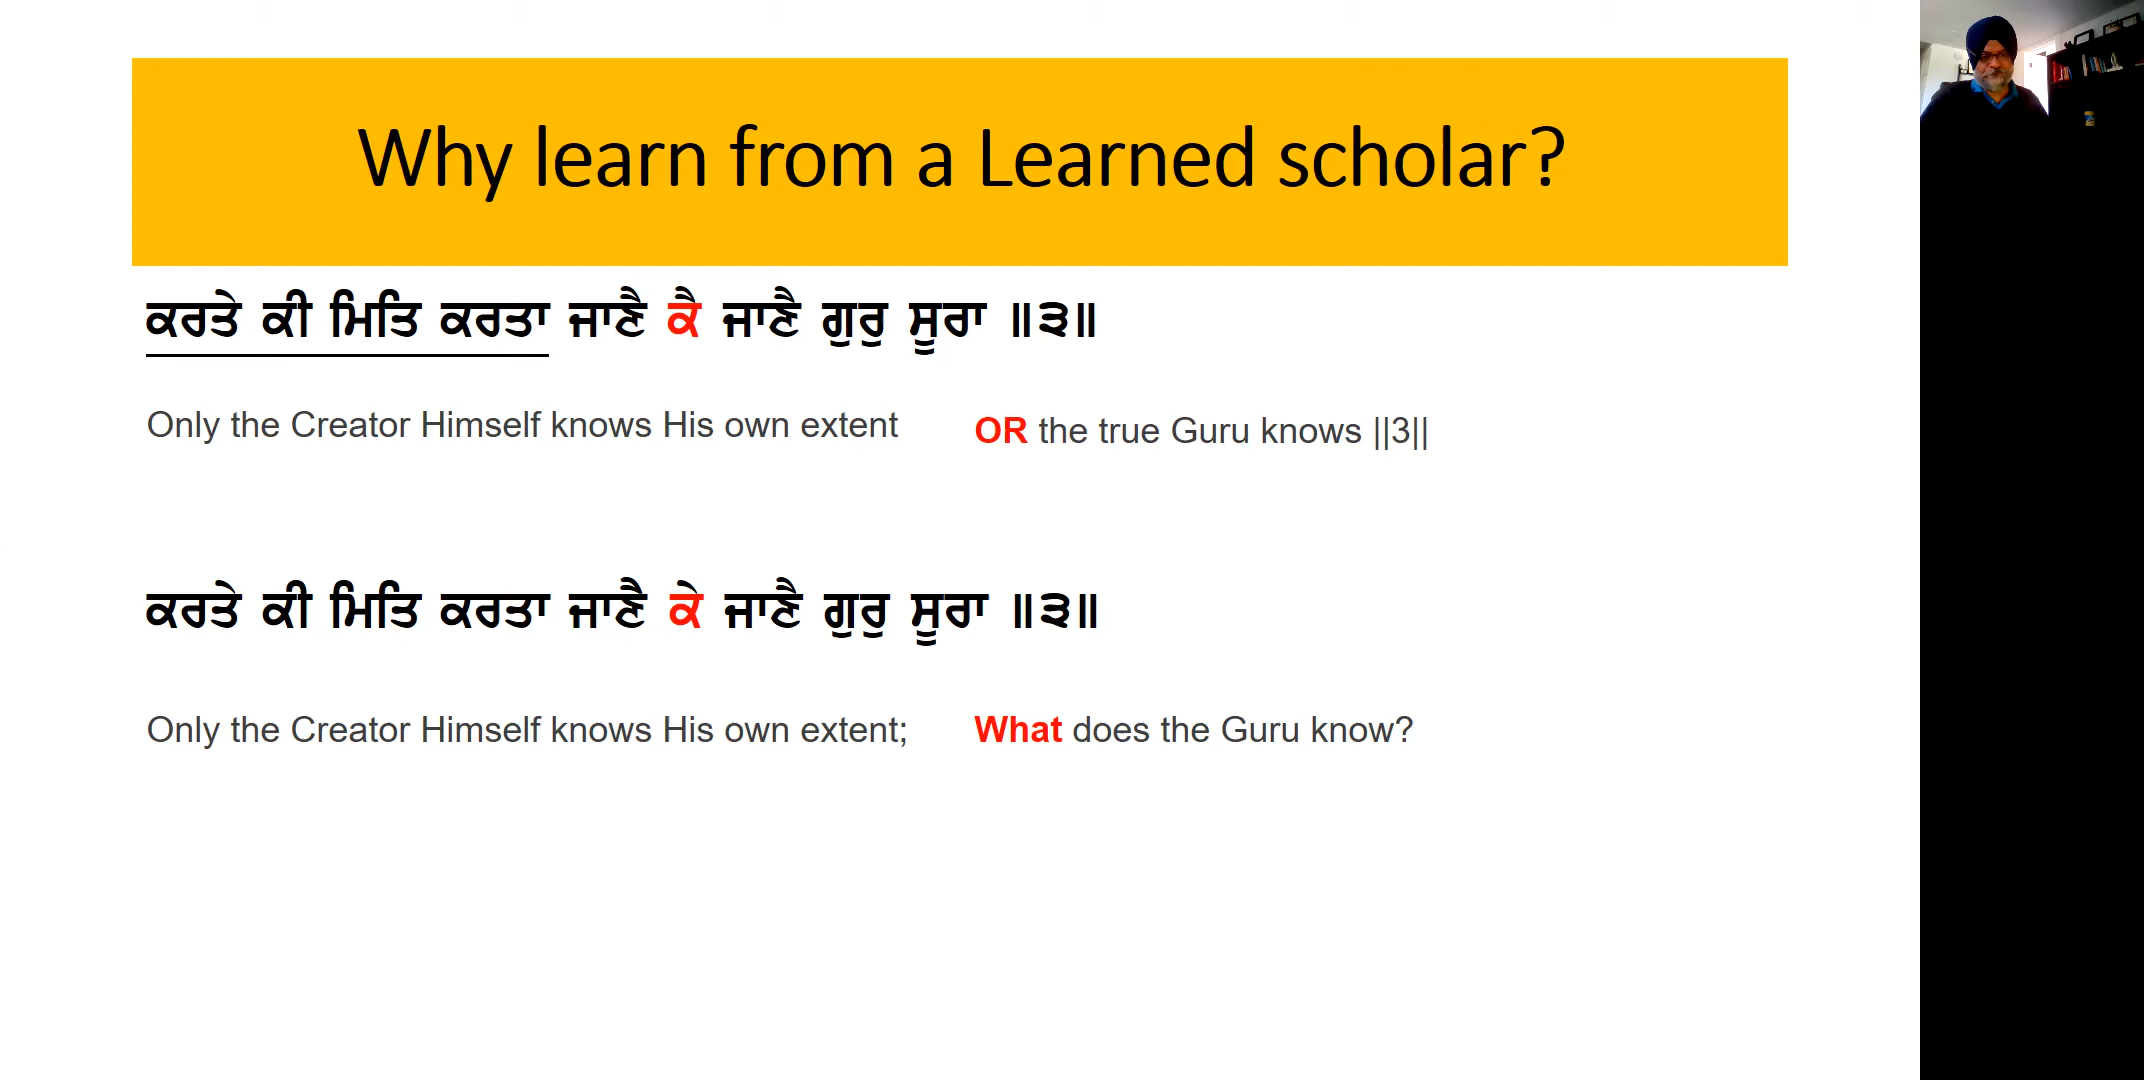 Why learn from a Learned scholar?
ਕਰਤੇ ਕੀ ਮਿਤਿ ਕਰਤਾ ਜਾਣੈ ਕੈ ਜਾਣੈ ਗੁਰੁ ਸੂਰਾ ॥੩॥
Only the Creator Himself knows His own extent OR the true Guru knows ||3||
ਕਰਤੇ ਕੀ ਮਿਤਿ ਕਰਤਾ ਜਾਣੈ ਕੇ ਜਾਣੈ ਗੁਰੁ ਸੂਰਾ ॥੩॥
Only the Creator Himself knows His own extent; What does the Guru know?